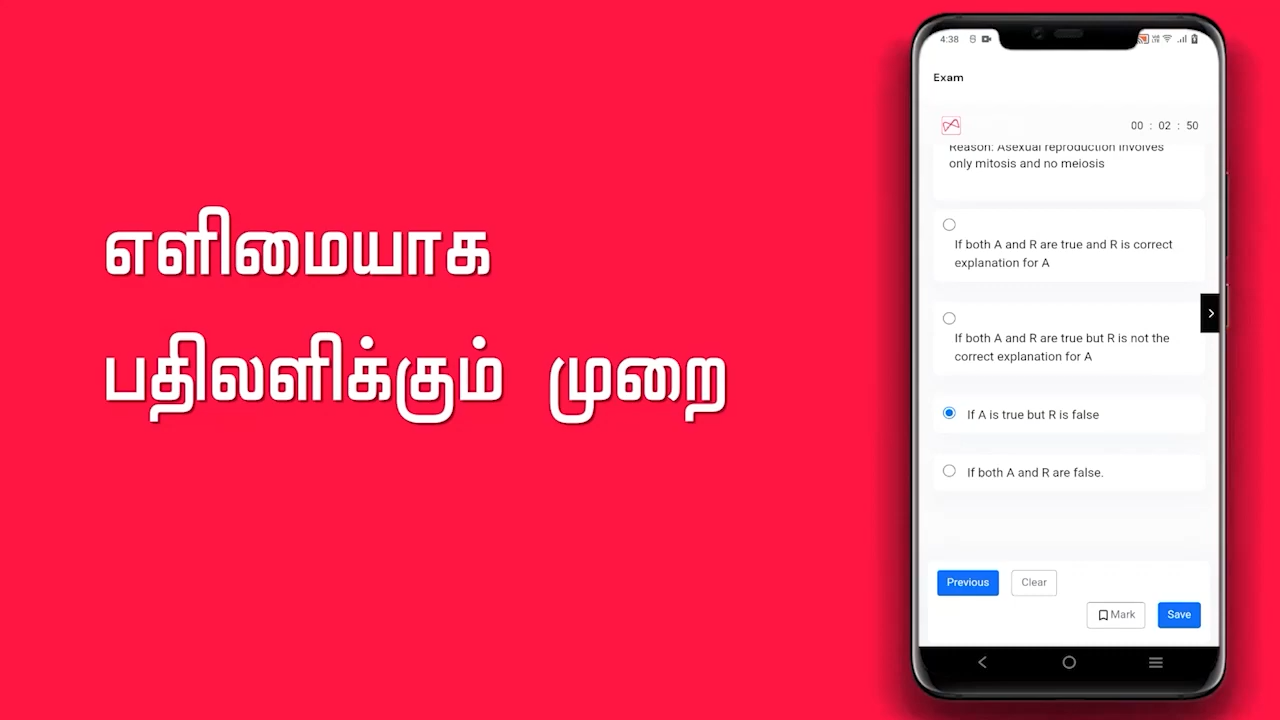 எளிமையாக
பதிலளிக்கும் முறை
4:38
Exam
00 : 02 : 50
Reason: Asexual reproduction involves
only mitosis and no meiosis
If both A and R are true and R is correct
explanation for A
If both A and R are true but R is not the
correct explanation for A
If A is true but R is false
If both A and R are false.
Previous
Clear
Mark
Save